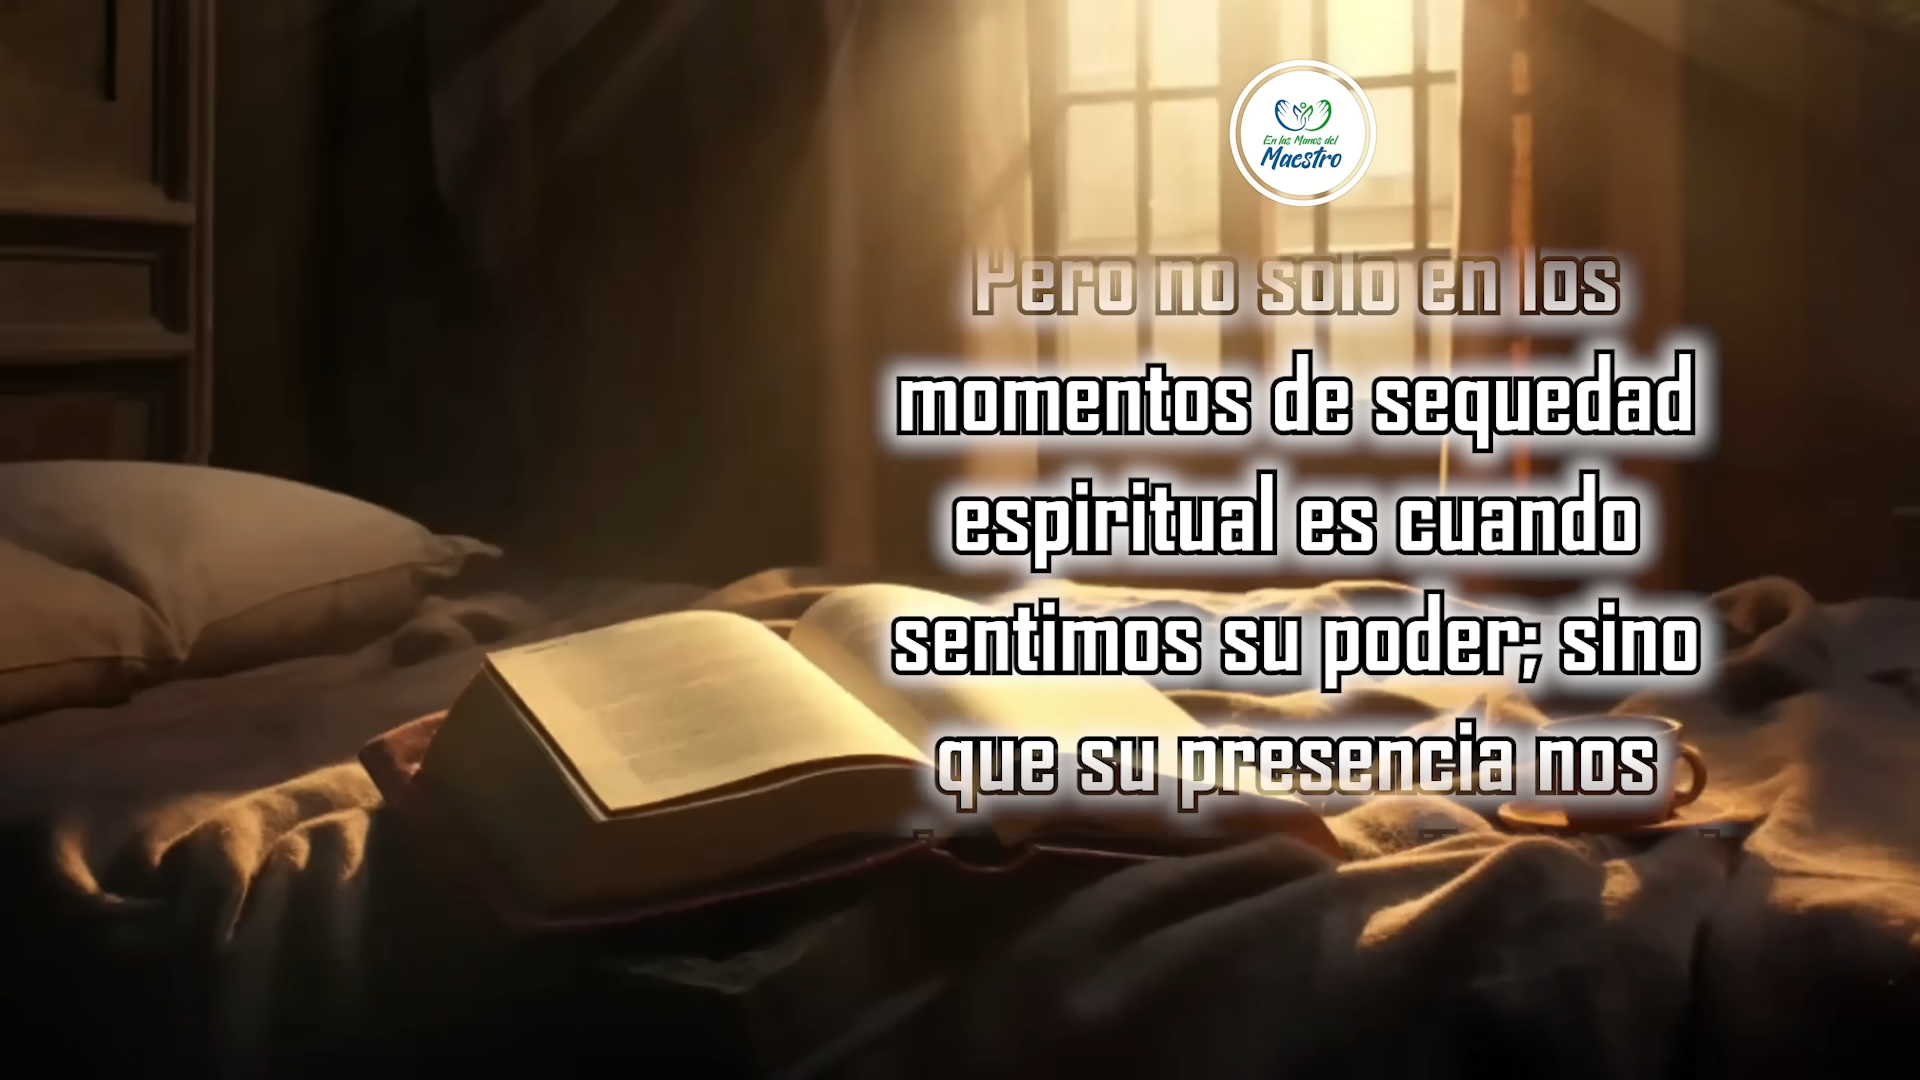 En las Manos del
Maestro
Pero no solo en los
momentos de sequedad
espiritual es cuando
sentimos su poder; sino
que su presencia nos